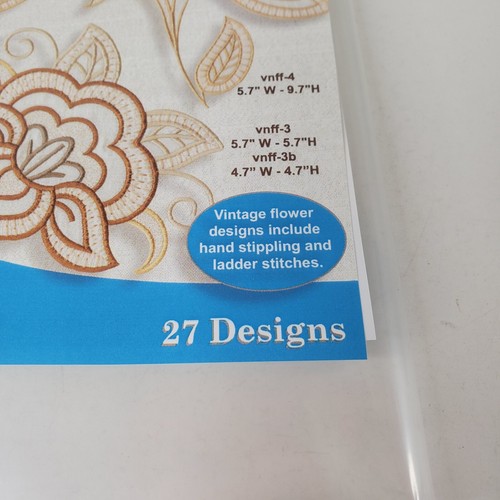 vnff-4
5.7" W - 9.7"H
vnff-3
5.7" W - 5.7"H
vnff-3b
4.7" W - 4.7"H
Vintage flower
designs include
hand stippling and
ladder stitches.
27 Designs